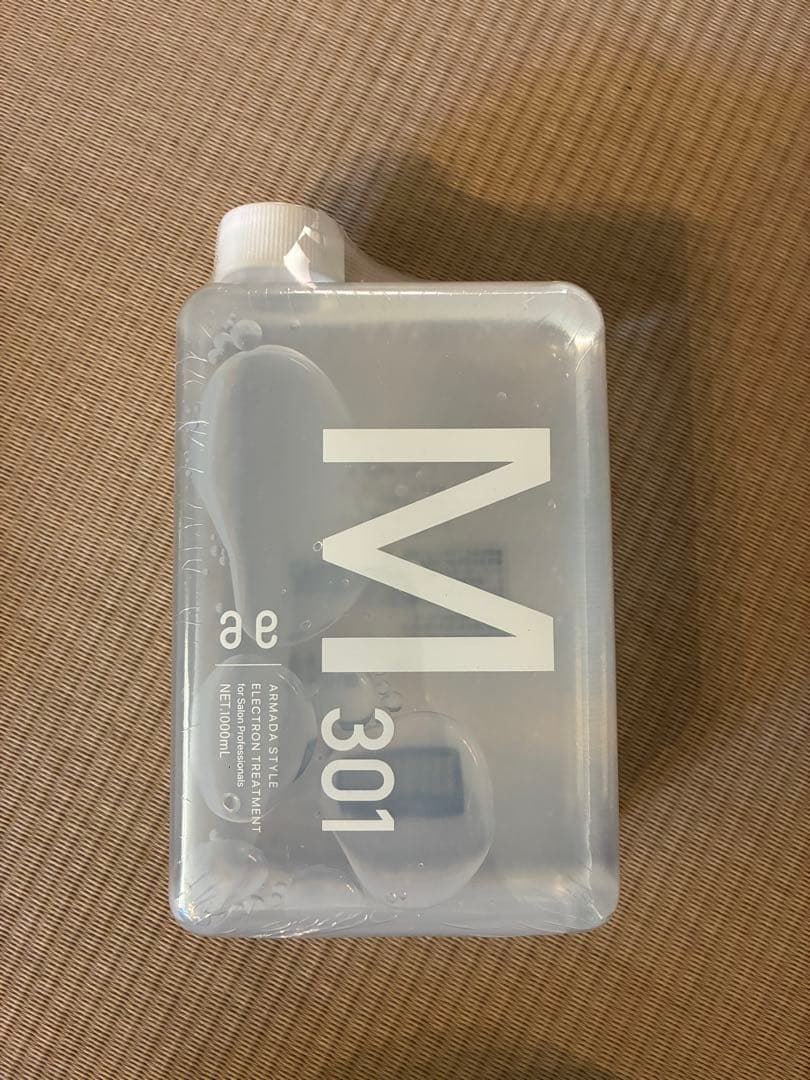 M 301
ae
ARMADA STYLE
ELECTRON TREATMENT
for Salon Professionals
NET.1000mL